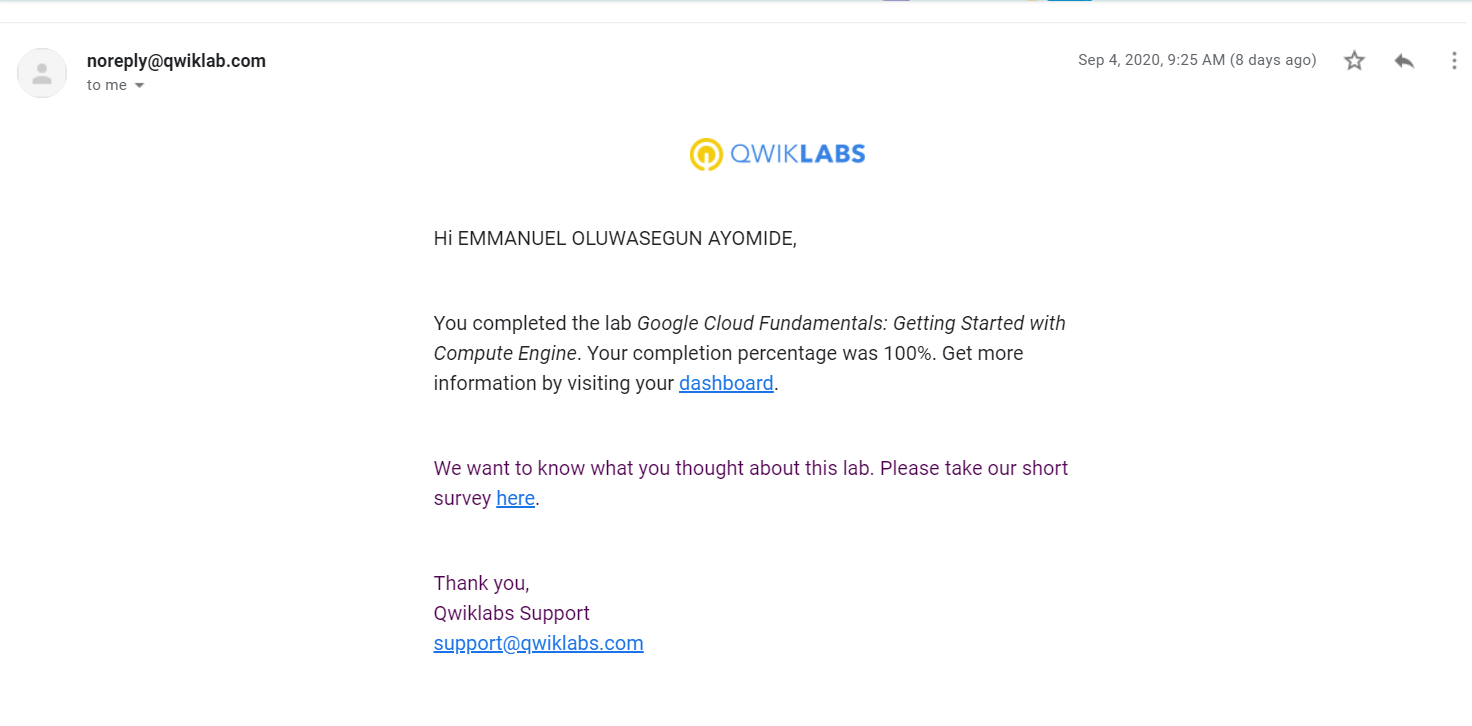 noreply@qwiklab.com
Sep 4, 2020, 9:25 AM (8 days ago)
to me
QWIKLABS
Hi EMMANUEL OLUWASEGUN AYOMIDE,
You completed the lab Google Cloud Fundamentals: Getting Started with
Compute Engine. Your completion percentage was 100%. Get more
information by visiting your dashboard.
We want to know what you thought about this lab. Please take our short
survey here.
Thank you,
Qwiklabs Support
support@qwiklabs.com